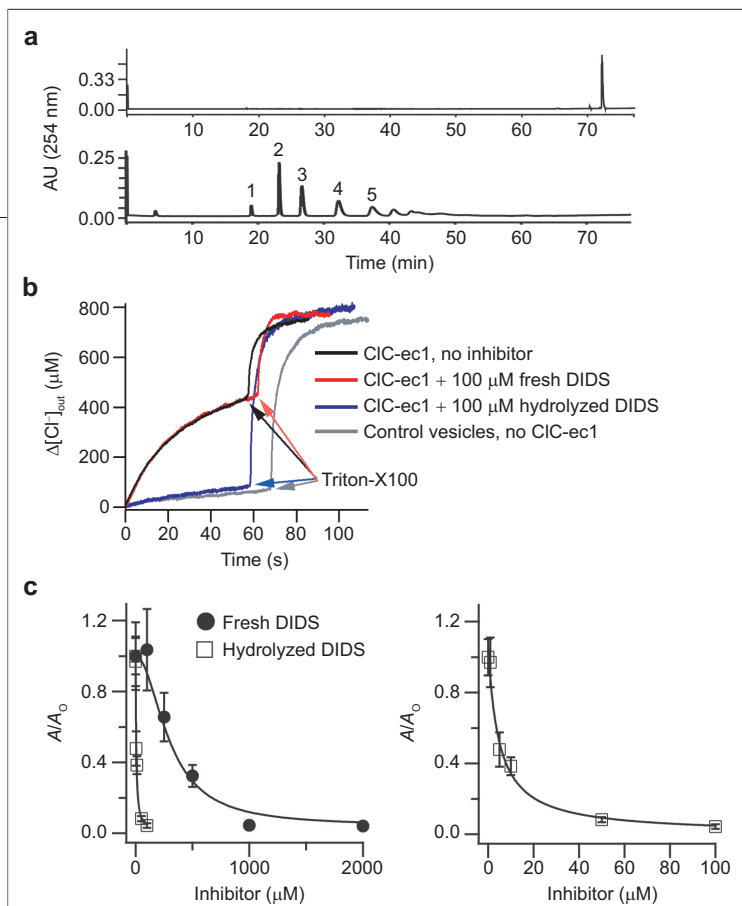 a
AU (254 nm)
0.33
0.00
10 20 30 40 50 60 70
0.25
0.00
1 2 3 4 5
10 20 30 40 50 60 70
Time (min)
b
Δ[Cl⁻]out (μM)
800
600
400
200
0
0 20 40 60 80 100
Time (s)
ClC-ec1, no inhibitor
ClC-ec1 + 100 μM fresh DIDS
ClC-ec1 + 100 μM hydrolyzed DIDS
Control vesicles, no ClC-ec1
Triton-X100
c
A/AO
1.2
0.8
0.4
0.0
0 1000 2000
Inhibitor (μM)
Fresh DIDS
Hydrolyzed DIDS
A/AO
1.2
0.8
0.4
0.0
0 20 40 60 80 100
Inhibitor (μM)